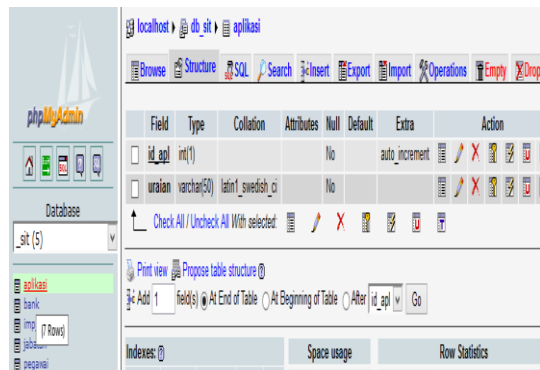 localhost ▸ db_sit ▸ aplikasi
Browse Structure SQL Search Insert Export Import Operations Empty Drop
phpMyAdmin
Database
_sit (5)
aplikasi
bank
imp
(7 Rows)
pegawai
Field Type Collation Attributes Null Default Extra Action
id_apl int(1) No auto_increment
uraian varchar(50) latin1_swedish_ci No
Check All / Uncheck All With selected:
Print view Propose table structure
Add 1 field(s) At End of Table At Beginning of Table After id_apl Go
Indexes: Space usage Row Statistics